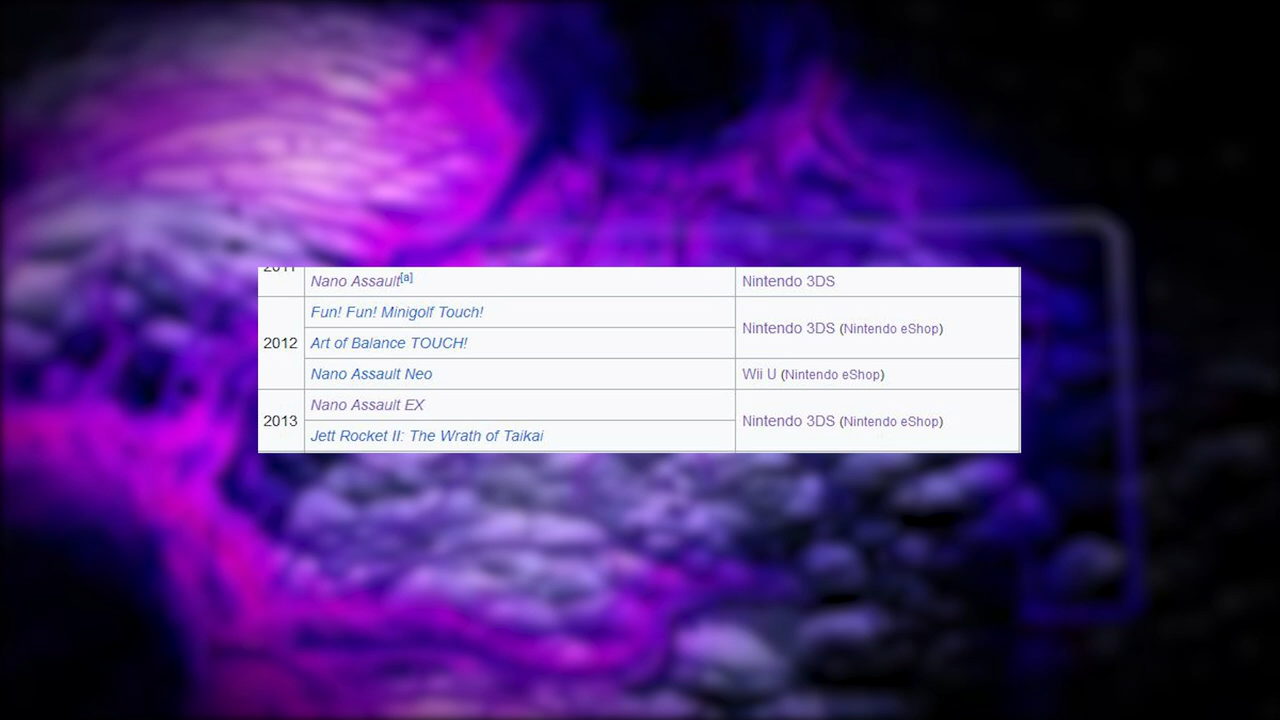 2011 Nano Assault[a] Nintendo 3DS
Fun! Fun! Minigolf Touch!
Nintendo 3DS (Nintendo eShop)
2012 Art of Balance TOUCH!
Nano Assault Neo Wii U (Nintendo eShop)
Nano Assault EX
2013 Nintendo 3DS (Nintendo eShop)
Jett Rocket II: The Wrath of Taikai